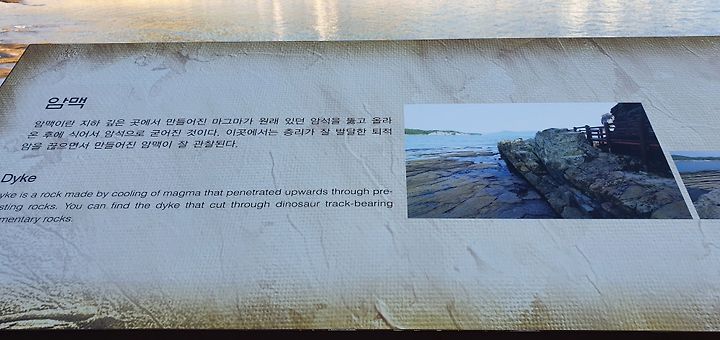 암맥
암맥이란 지하 깊은 곳에서 만들어진 마그마가 원래 있던 암석을 뚫고 올라
온 후에 식어서 암석으로 굳어진 것이다. 이곳에서는 층리가 잘 발달한 퇴적
암을 끊으면서 만들어진 암맥이 잘 관찰된다.
Dyke
yke is a rock made by cooling of magma that penetrated upwards through pre-
sting rocks. You can find the dyke that cut through dinosaur track-bearing
mentary rocks.